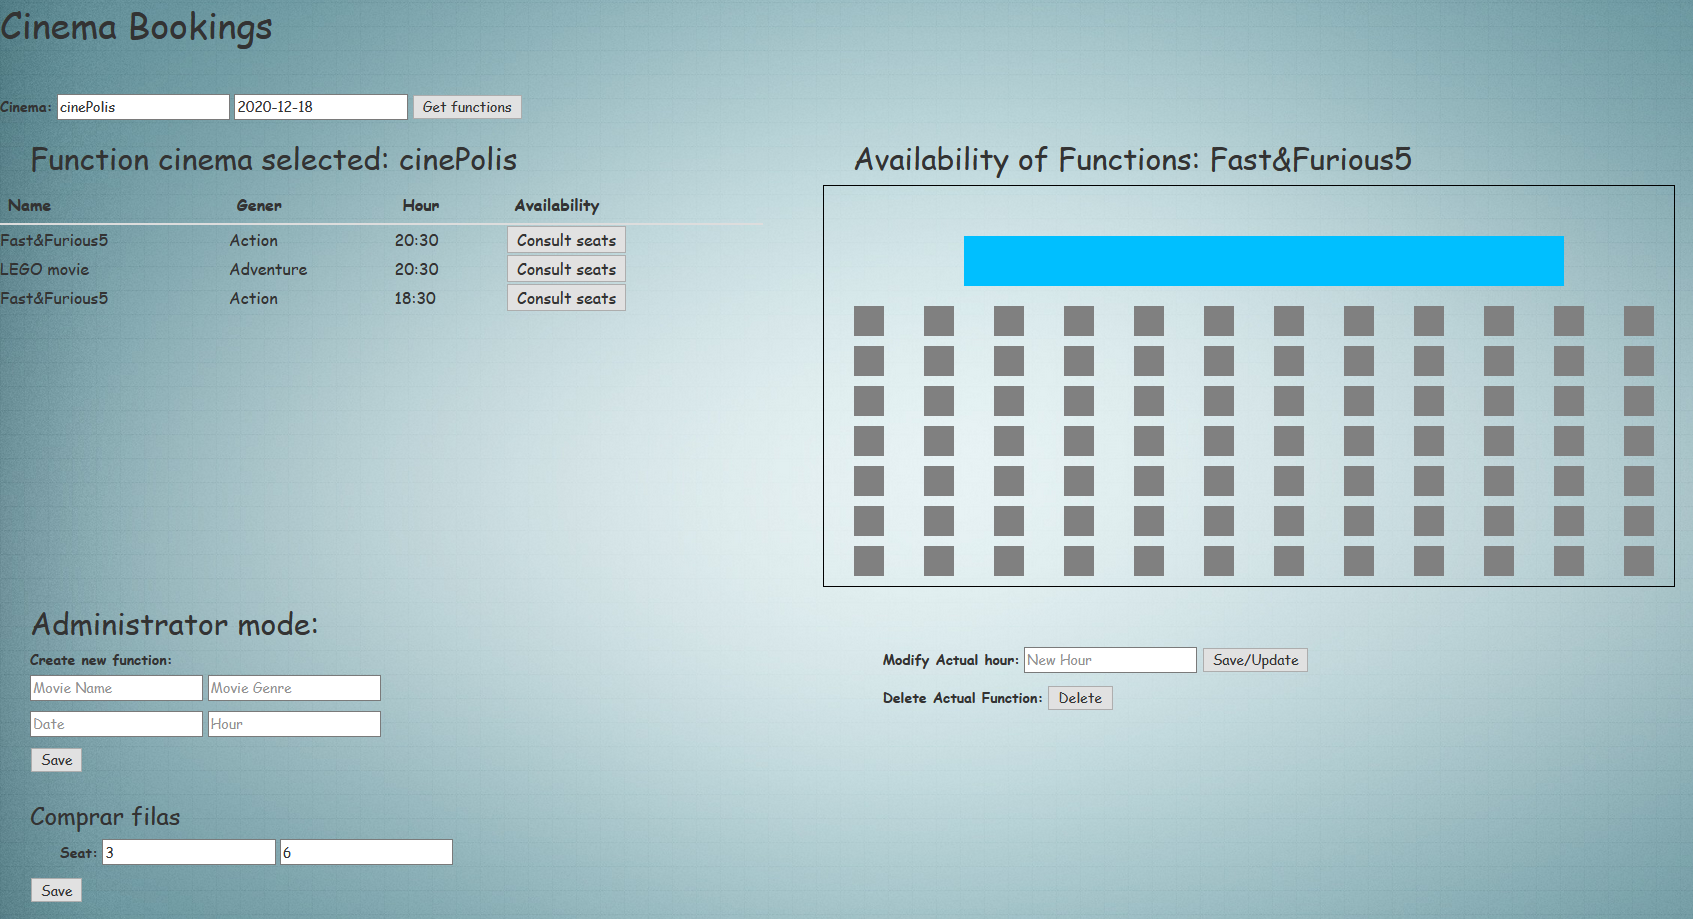 Cinema Bookings
Cinema: cinePolis 2020-12-18 Get functions
Function cinema selected: cinePolis
Name Gener Hour Availability
Fast&Furious5 Action 20:30 Consult seats
LEGO movie Adventure 20:30 Consult seats
Fast&Furious5 Action 18:30 Consult seats
Availability of Functions: Fast&Furious5
Administrator mode:
Create new function:
Movie Name Movie Genre
Date Hour
Save
Modify Actual hour: New Hour Save/Update
Delete Actual Function: Delete
Comprar filas
Seat: 3 6
Save